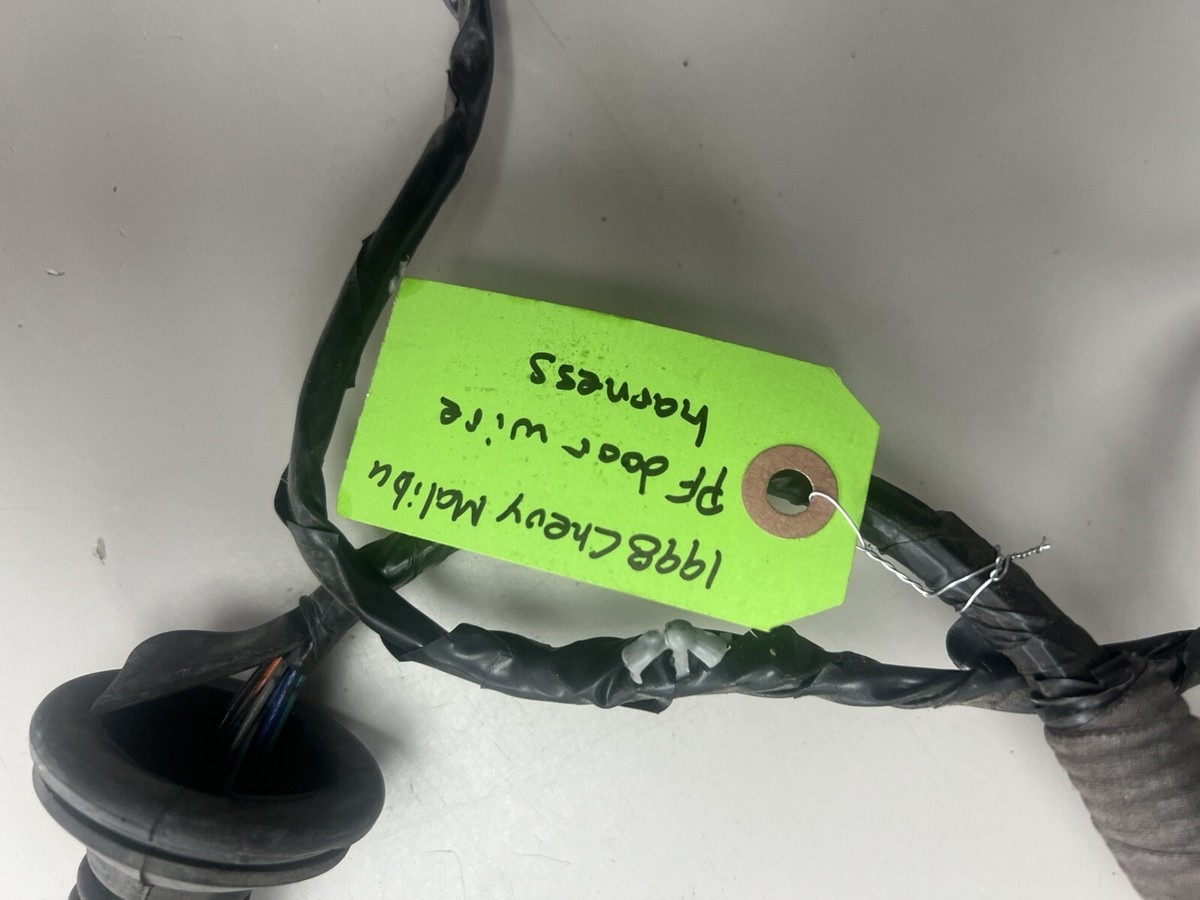 1998 Chevy Malibu
PF door wire
harness